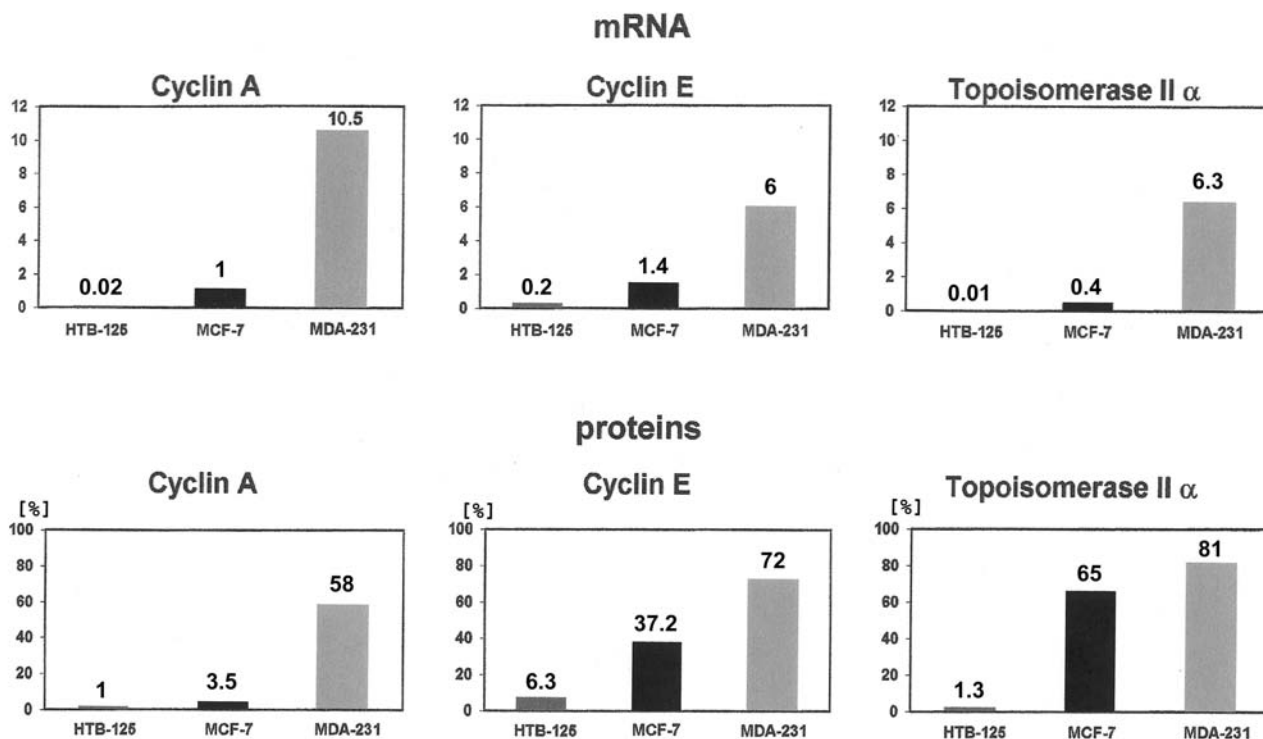 mRNA
Cyclin A
Cyclin E
Topoisomerase II α
12
10
8
6
4
2
0
10.5
1
0.02
HTB-125
MCF-7
MDA-231
12
10
8
6
4
2
0
6
1.4
0.2
HTB-125
MCF-7
MDA-231
12
10
8
6
4
2
0
6.3
0.4
0.01
HTB-125
MCF-7
MDA-231
proteins
Cyclin A
Cyclin E
Topoisomerase II α
[%]
100
80
60
40
20
0
58
3.5
1
HTB-125
MCF-7
MDA-231
[%]
100
80
60
40
20
0
72
37.2
6.3
HTB-125
MCF-7
MDA-231
[%]
100
80
60
40
20
0
81
65
1.3
HTB-125
MCF-7
MDA-231